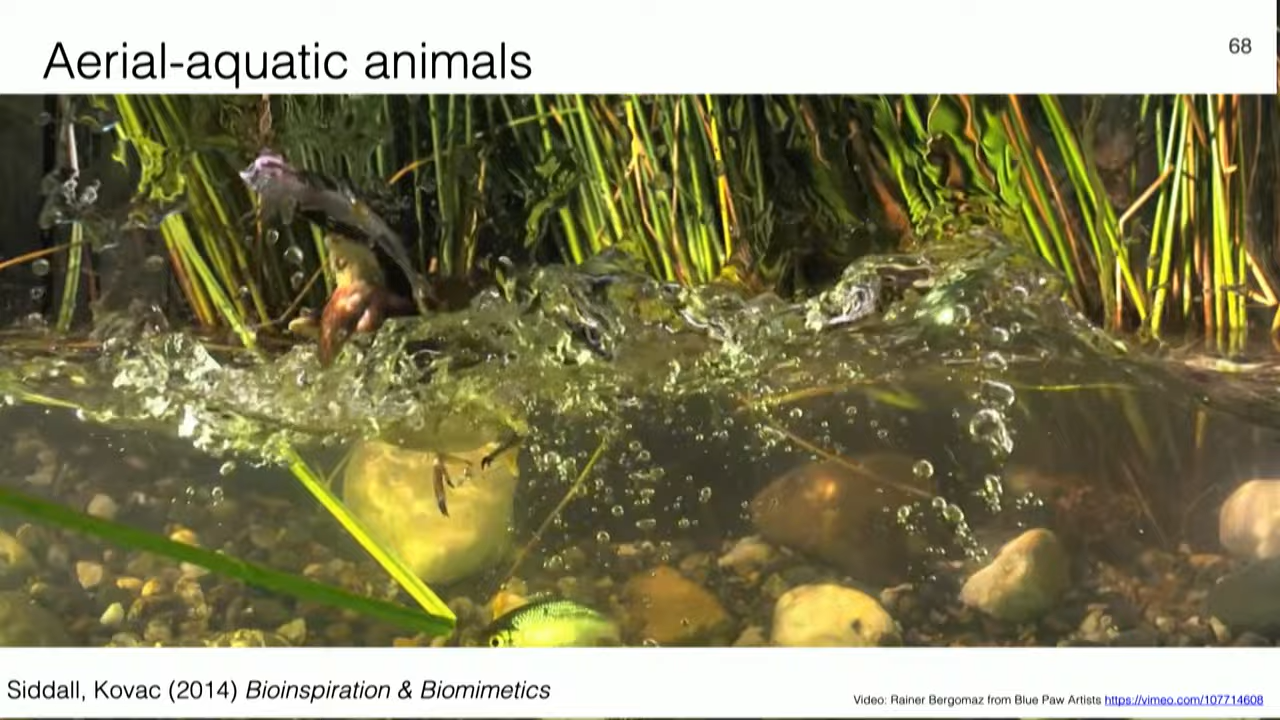 Aerial-aquatic animals
68
Siddall, Kovac (2014) Bioinspiration & Biomimetics
Video: Rainer Bergomaz from Blue Paw Artists https://vimeo.com/107714608